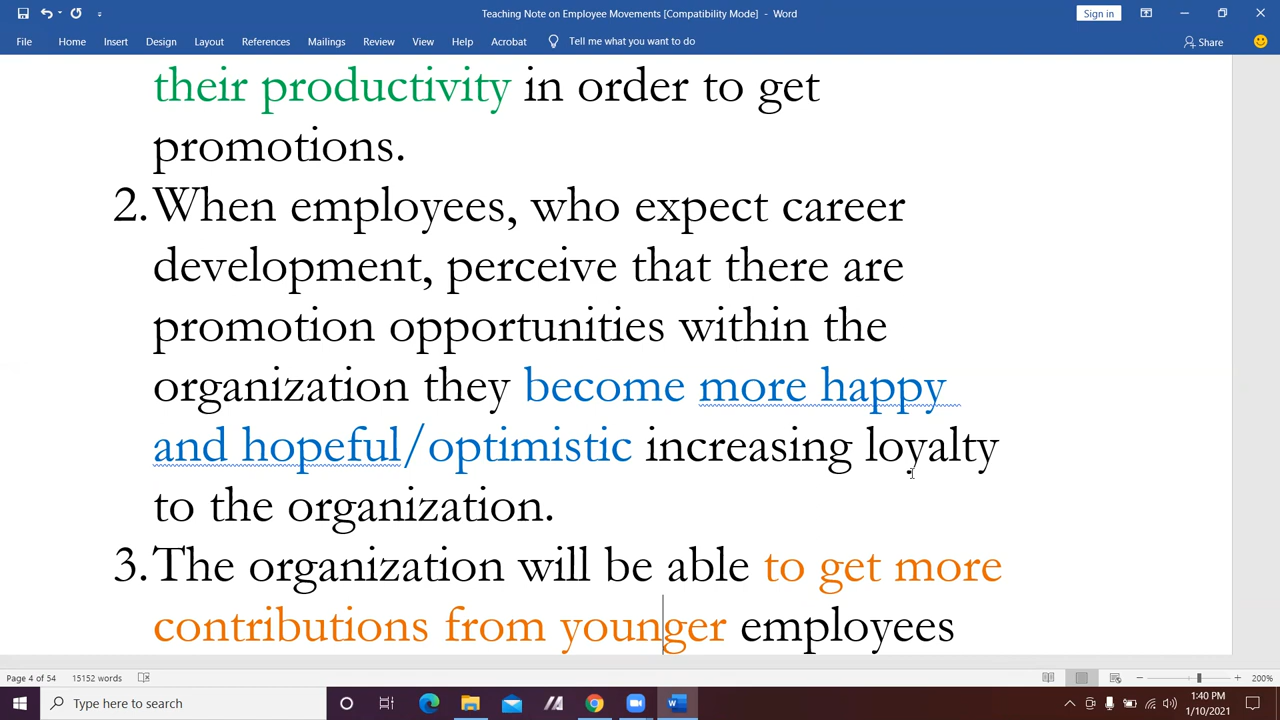 Teaching Note on Employee Movements [Compatibility Mode] - Word
Sign in
File Home Insert Design Layout References Mailings Review View Help Acrobat Tell me what you want to do Share
their productivity in order to get
promotions.
2. When employees, who expect career
development, perceive that there are
promotion opportunities within the
organization they become more happy
and hopeful/optimistic increasing loyalty
to the organization.
3. The organization will be able to get more
contributions from younger employees
Page 4 of 54 15152 words 200%
Type here to search
1:40 PM
1/10/2021